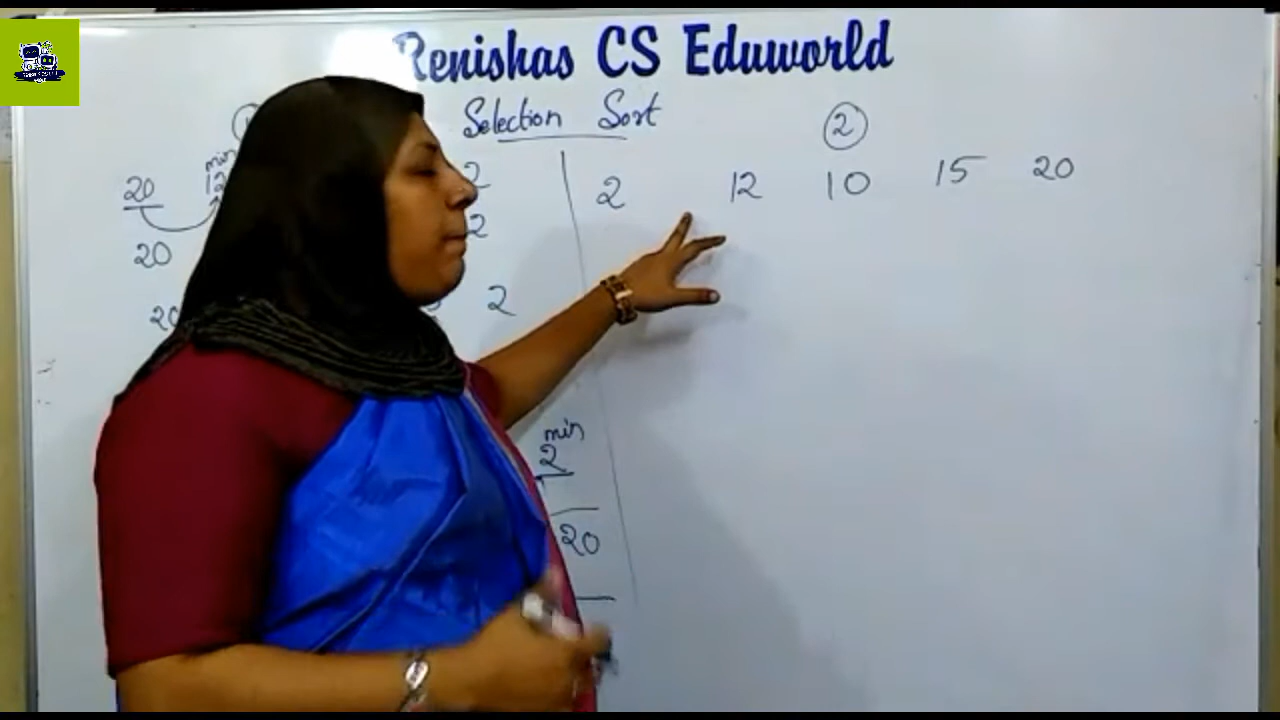 Renishas CS Eduworld
Selection Sort
2
min
20 12 2
2 12 10 15 20
20 2
20 2
min
2
20